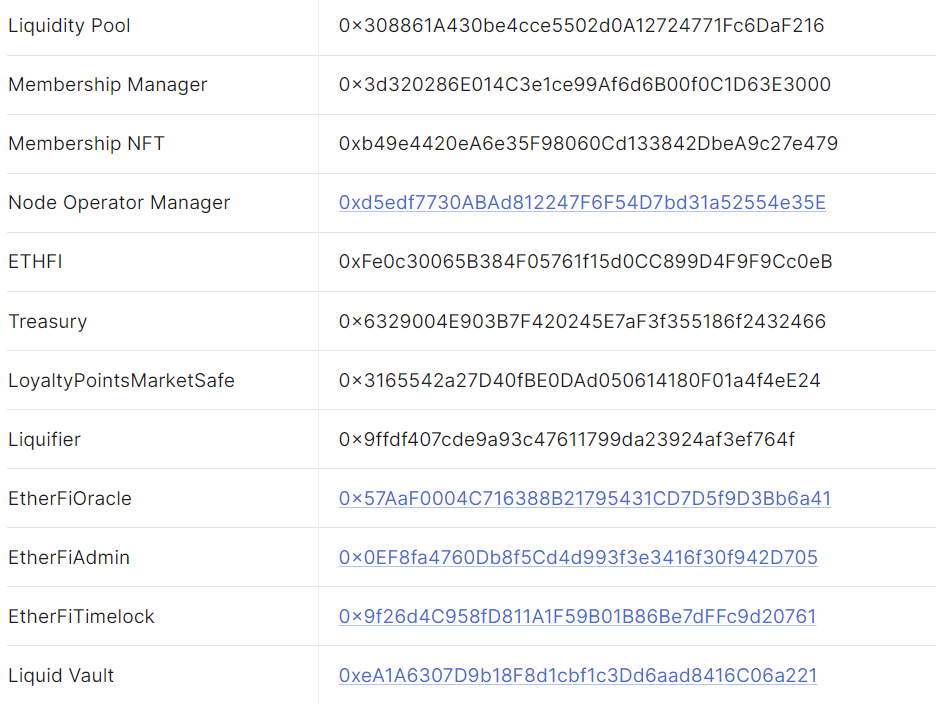 Liquidity Pool 0x308861A430be4cce5502d0A12724771Fc6DaF216
Membership Manager 0x3d320286E014C3e1ce99Af6d6B00f0C1D63E3000
Membership NFT 0xb49e4420eA6e35F98060Cd133842DbeA9c27e479
Node Operator Manager 0xd5edf7730ABAd812247F6F54D7bd31a52554e35E
ETHFI 0xFe0c30065B384F05761f15d0CC899D4F9F9Cc0eB
Treasury 0x6329004E903B7F420245E7aF3f355186f2432466
LoyaltyPointsMarketSafe 0x3165542a27D40fBE0DAd050614180F01a4f4eE24
Liquifier 0x9ffdf407cde9a93c47611799da23924af3ef764f
EtherFiOracle 0x57AaF0004C716388B21795431CD7D5f9D3Bb6a41
EtherFiAdmin 0x0EF8fa4760Db8f5Cd4d993f3e3416f30f942D705
EtherFiTimelock 0x9f26d4C958fD811A1F59B01B86Be7dFFc9d20761
Liquid Vault 0xeA1A6307D9b18F8d1cbf1c3Dd6aad8416C06a221